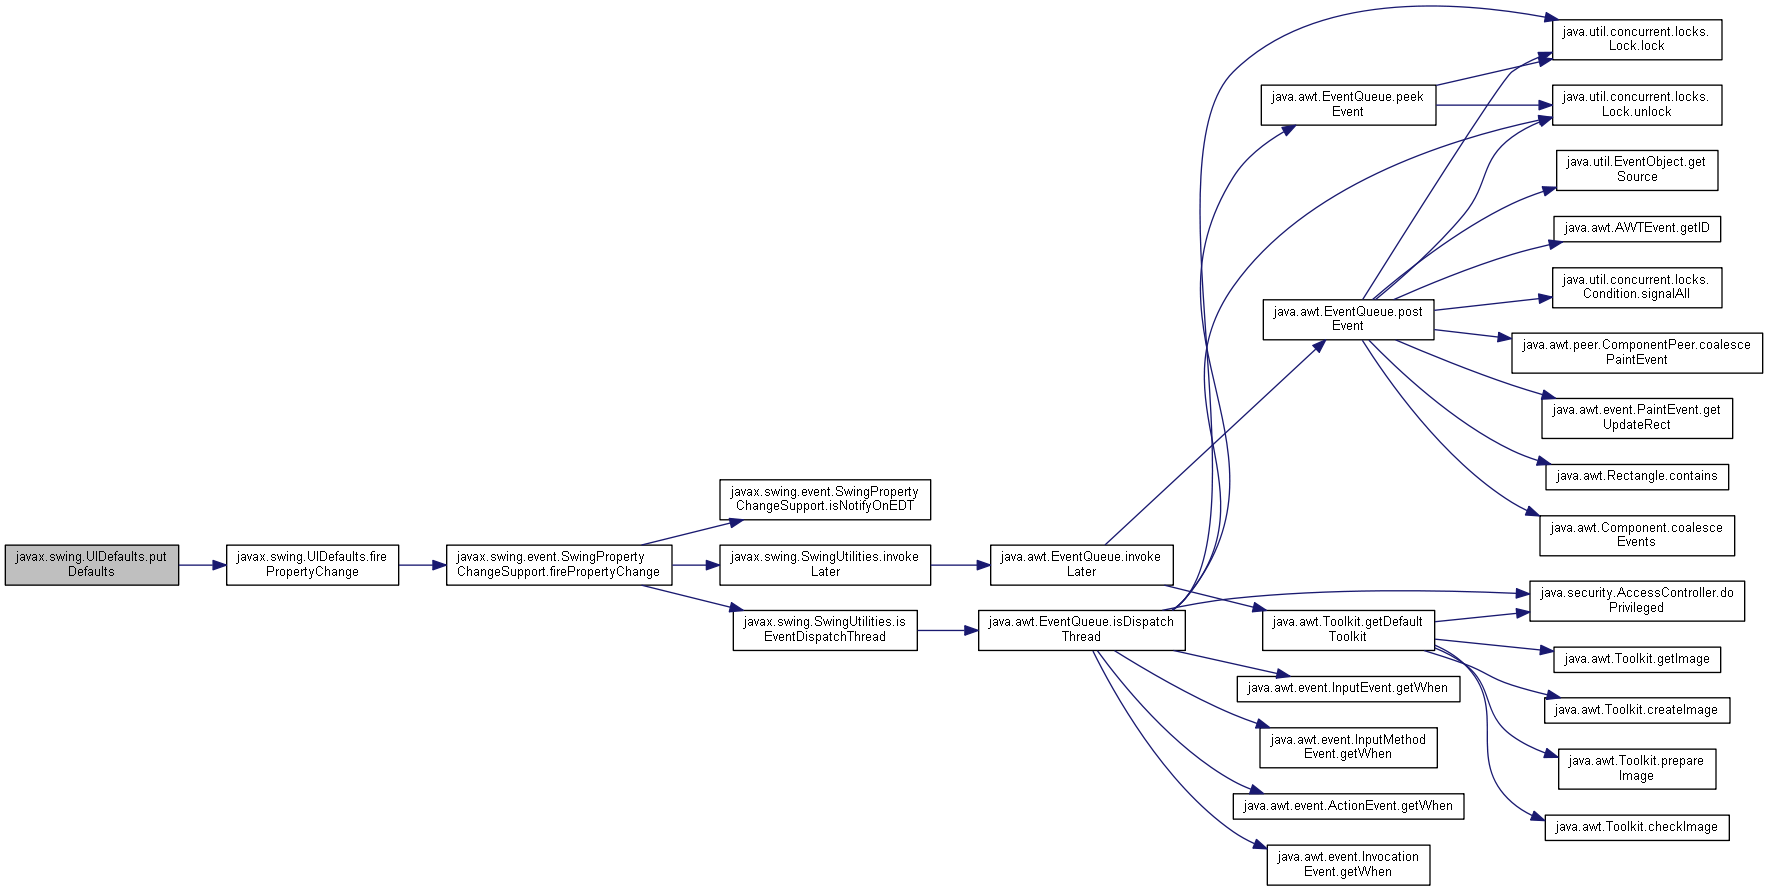 javax.swing.UIDefaults.put
Defaults
javax.swing.UIDefaults.fire
PropertyChange
javax.swing.event.SwingProperty
ChangeSupport.firePropertyChange
javax.swing.event.SwingProperty
ChangeSupport.isNotifyOnEDT
javax.swing.SwingUtilities.invoke
Later
javax.swing.SwingUtilities.is
EventDispatchThread
java.awt.EventQueue.invoke
Later
java.awt.EventQueue.isDispatch
Thread
java.awt.EventQueue.peek
Event
java.awt.EventQueue.post
Event
java.awt.Toolkit.getDefault
Toolkit
java.awt.event.InputEvent.getWhen
java.awt.event.InputMethod
Event.getWhen
java.awt.event.ActionEvent.getWhen
java.awt.event.Invocation
Event.getWhen
java.util.concurrent.locks.
Lock.lock
java.util.concurrent.locks.
Lock.unlock
java.util.EventObject.get
Source
java.awt.AWTEvent.getID
java.util.concurrent.locks.
Condition.signalAll
java.awt.peer.ComponentPeer.coalesce
PaintEvent
java.awt.event.PaintEvent.get
UpdateRect
java.awt.Rectangle.contains
java.awt.Component.coalesce
Events
java.security.AccessController.do
Privileged
java.awt.Toolkit.getImage
java.awt.Toolkit.createImage
java.awt.Toolkit.prepare
Image
java.awt.Toolkit.checkImage